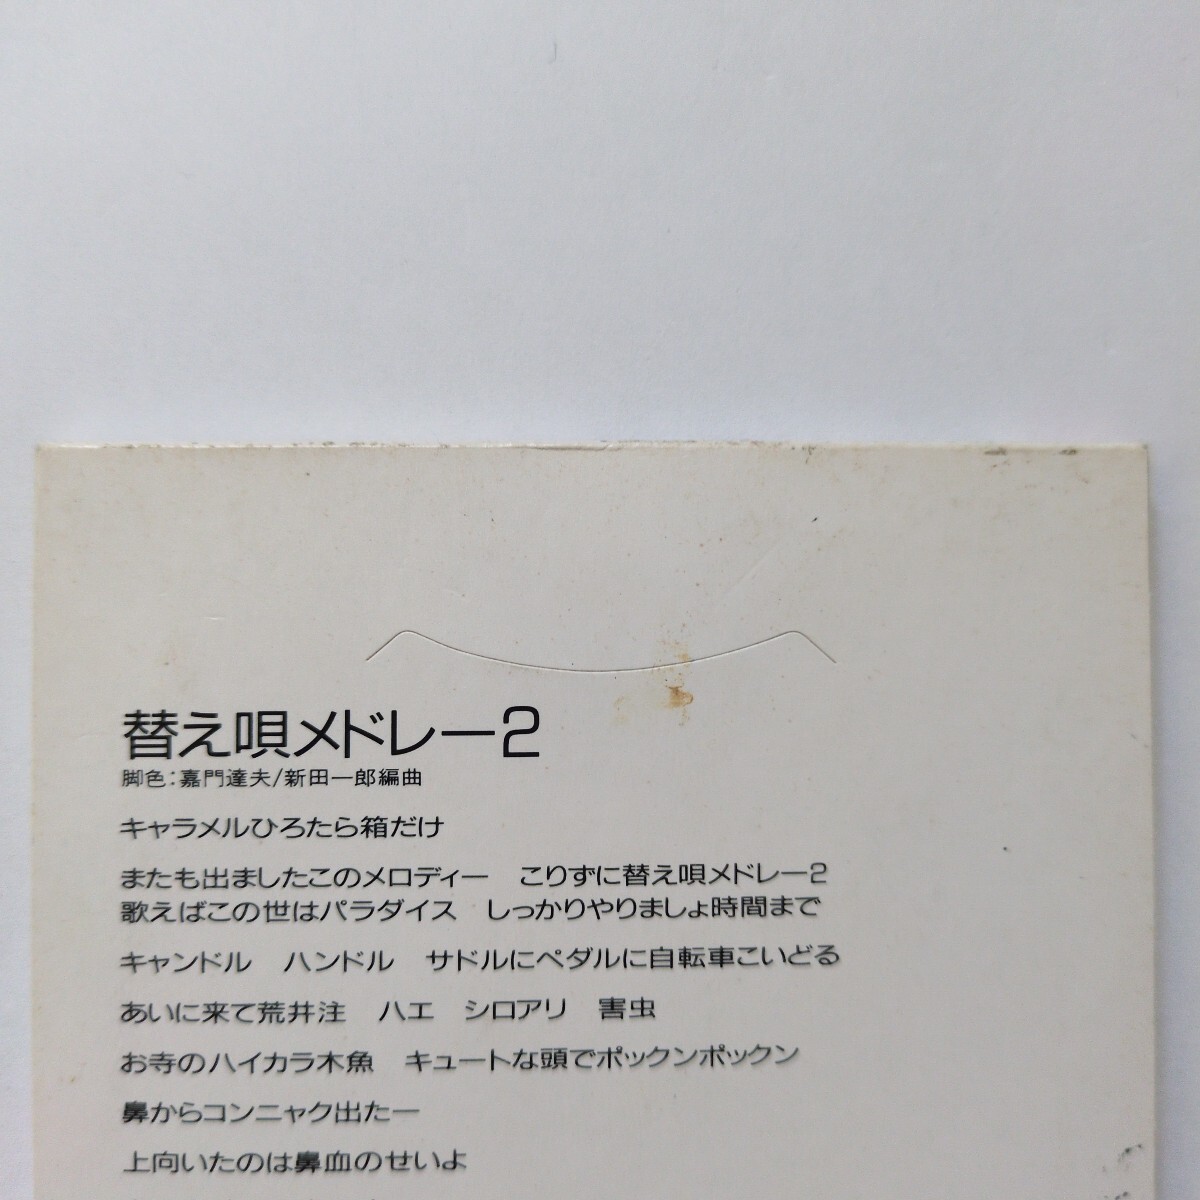 替え唄メドレー2
脚色:嘉門達夫/新田一郎編曲
キャラメルひろたら箱だけ
またも出ましたこのメロディー　こりずに替え唄メドレー2
歌えばこの世はパラダイス　しっかりやりましょ時間まで
キャンドル　ハンドル　サドルにペダルに自転車こいどる
あいに来て荒井注　ハエ　シロアリ　害虫
お寺のハイカラ木魚　キュートな頭でポックンポックン
鼻からコンニャク出たー
上向いたのは鼻血のせいよ